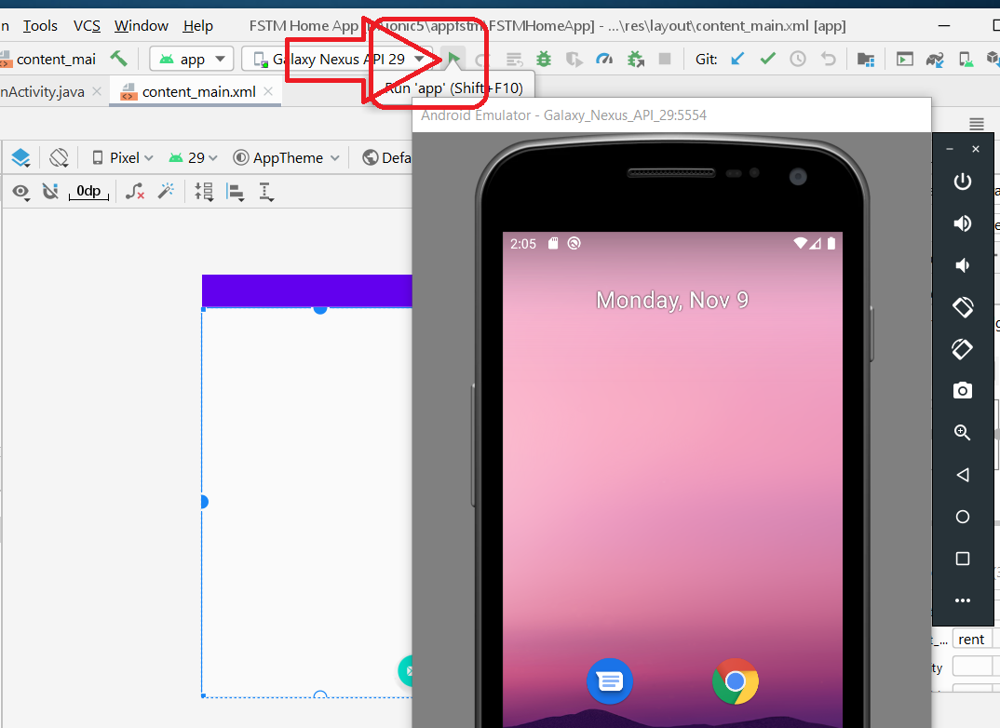 n Tools VCS Window Help FSTM Home App [ \ionic5\appfstm\FSTMHomeApp] - ...\res\layout\content_main.xml [app]
content_mai app Galaxy Nexus API 29 Git:
nActivity.java content_main.xml Run 'app' (Shift+F10)
Android Emulator - Galaxy_Nexus_API_29:5554
Pixel 29 AppTheme Defa
0dp
2:05
Monday, Nov 9
rent
ty